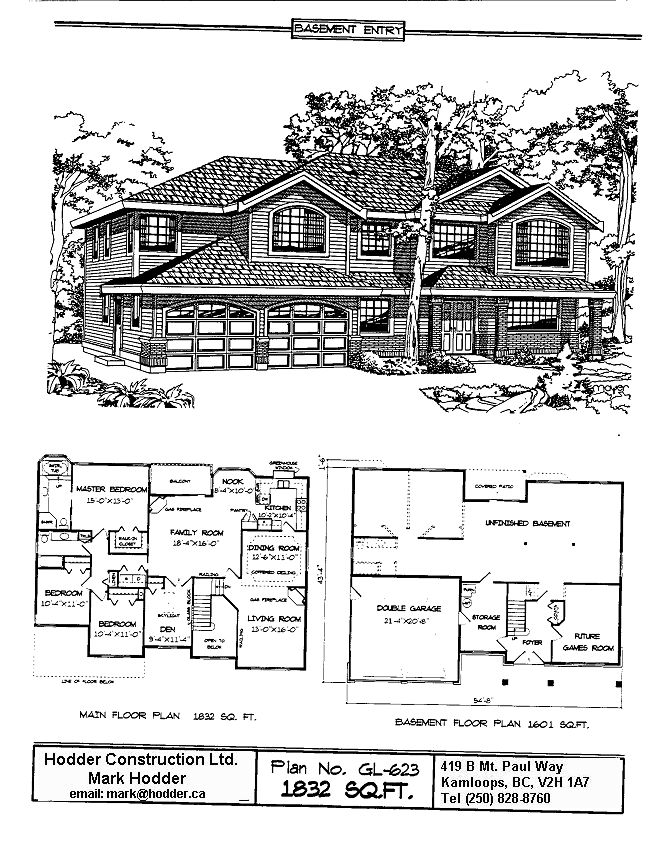 BASEMENT ENTRY
MASTER BEDROOM
15'-0"X13'-0"
BALCONY
NOOK
8'-4"X10'-0"
GREENHOUSE
WINDOW
UP
GAS FIREPLACE
PANTRY
KITCHEN
FAMILY ROOM
18'-4"X16'-0"
WALK-IN
CLOSET
DINING ROOM
12'-6"X11'-0"
COFFERED CEILING
LINEN
RAILING
BEDROOM
10'-4"X11'-0"
BEDROOM
10'-4"X11'-0"
SKYLIGHT
DEN
9'-4"X11'-4"
GLASS BLOCK
OPEN TO
BELOW
RAILING
GAS FIREPLACE
LIVING ROOM
13'-0"X16'-0"
LINE OF FLOOR BELOW
MAIN FLOOR PLAN 1832 SQ. FT.
COVERED PATIO
UNFINISHED BASEMENT
43'-4"
DOUBLE GARAGE
21'-4"X20'-8"
STORAGE
ROOM
UP
FOYER
FUTURE
GAMES ROOM
54'-8"
BASEMENT FLOOR PLAN 1601 SQ.FT.
Hodder Construction Ltd.
Mark Hodder
email: mark@hodder.ca
Plan No. GL-623
1832 SQ.FT.
419 B Mt. Paul Way
Kamloops, BC, V2H 1A7
Tel (250) 828-8760